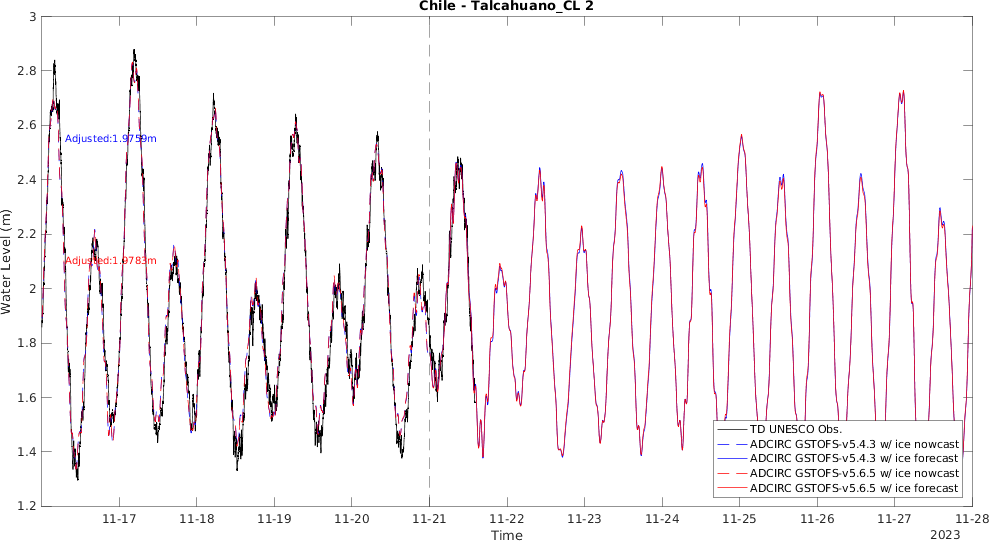 Chile - Talcahuano_CL 2
3
2.8
2.6
2.4
2.2
2
1.8
1.6
1.4
1.2
Water Level (m)
Adjusted:1.9759m
Adjusted:1.9783m
TD UNESCO Obs.
ADCIRC GSTOFS-v5.4.3 w/ ice nowcast
ADCIRC GSTOFS-v5.4.3 w/ ice forecast
ADCIRC GSTOFS-v5.6.5 w/ ice nowcast
ADCIRC GSTOFS-v5.6.5 w/ ice forecast
11-17 11-18 11-19 11-20 11-21 11-22 11-23 11-24 11-25 11-26 11-27 11-28
Time
2023